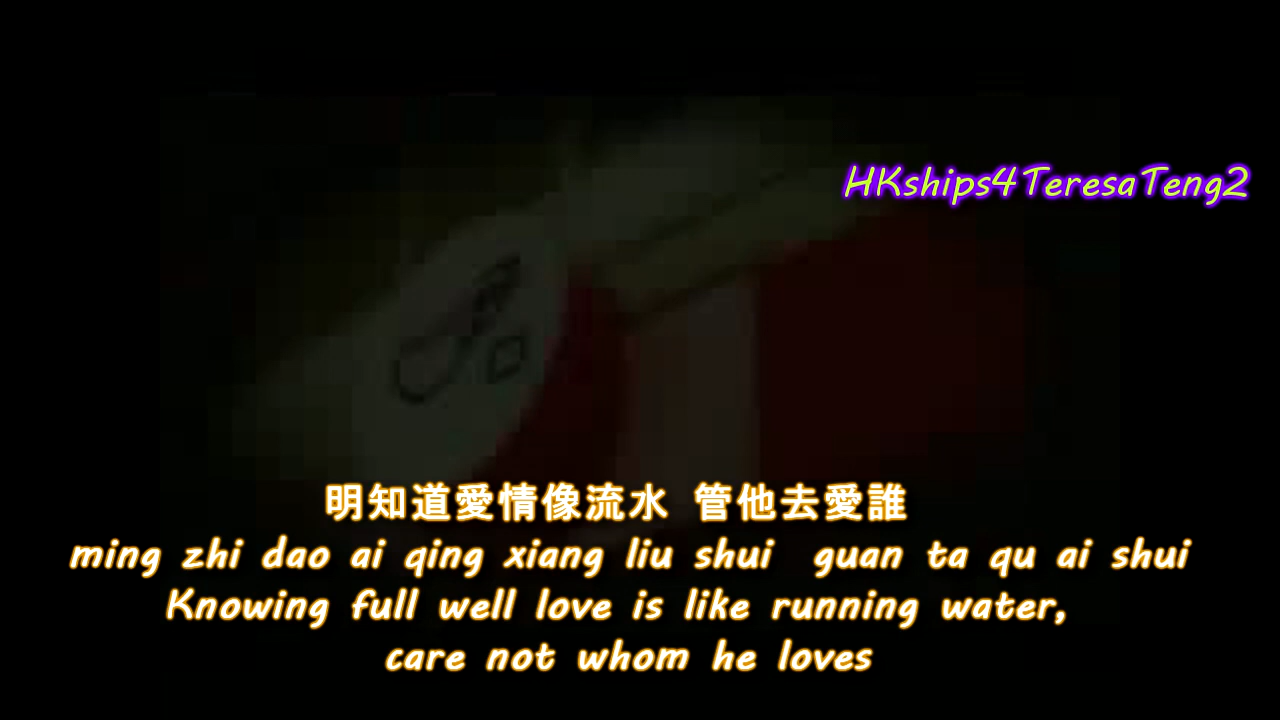 HKships4TeresaTeng2
明知道愛情像流水 管他去愛誰
ming zhi dao ai qing xiang liu shui guan ta qu ai shui
Knowing full well love is like running water,
care not whom he loves